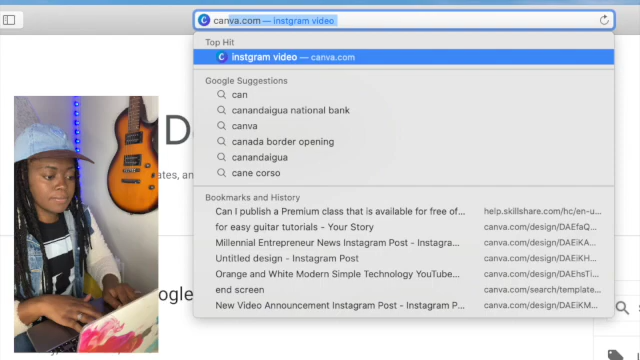 canva.com — instgram video
Top Hit
instgram video — canva.com
Google Suggestions
can
canandaigua national bank
canva
canada border opening
canandaigua
cane corso
Bookmarks and History
Can I publish a Premium class that is available for free of... help.skillshare.com/hc/en-u...
for easy guitar tutorials - Your Story canva.com/design/DAEfaQ...
Millennial Entrepreneur News Instagram Post - Instagra... canva.com/design/DAEiKA...
Untitled design - Instagram Post canva.com/design/DAEiKH...
Orange and White Modern Simple Technology YouTube... canva.com/design/DAEhsTi...
end screen canva.com/search/template...
New Video Announcement Instagram Post - Instagram P... canva.com/design/DAEiKM...
D
ates, an
ogle